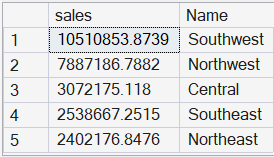 sales Name
1 10510853.8739 Southwest
2 7887186.7882 Northwest
3 3072175.118 Central
4 2538667.2515 Southeast
5 2402176.8476 Northeast